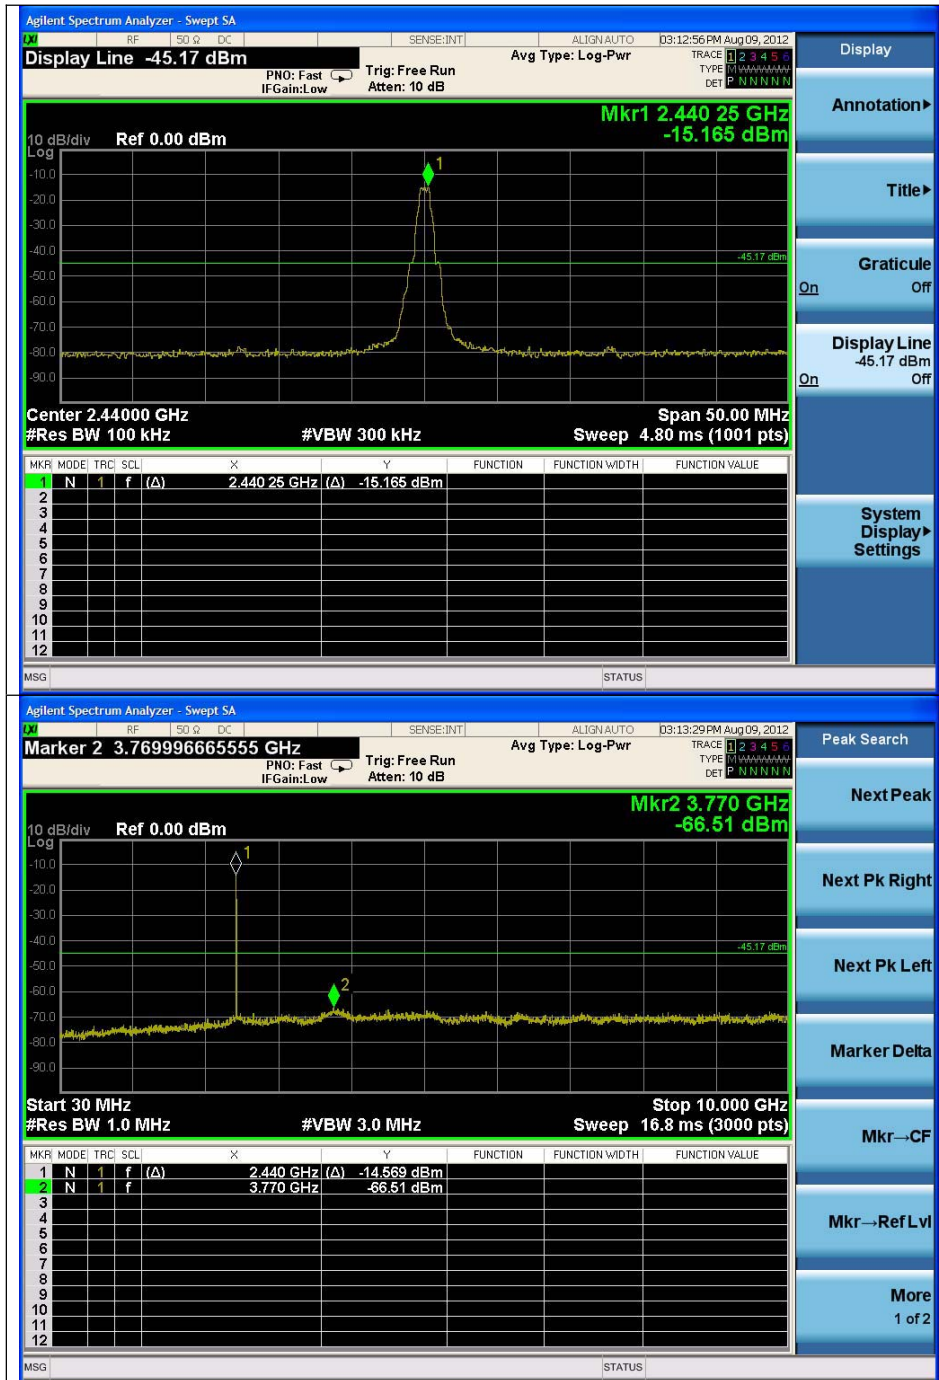 Agilent Spectrum Analyzer - Swept SA
LXI RF 50 Ω DC SENSE:INT ALIGN AUTO 03:12:56 PM Aug 09, 2012
Display Line -45.17 dBm
PNO: Fast
IFGain:Low
Trig: Free Run
Atten: 10 dB
Avg Type: Log-Pwr
TRACE 1 2 3 4 5 6
TYPE M WWWWW
DET P N N N N N
Mkr1 2.440 25 GHz
-15.165 dBm
10 dB/div Ref 0.00 dBm
Log
1
-10.0
-20.0
-30.0
-40.0
-45.17 dBm
-50.0
-60.0
-70.0
-80.0
-90.0
Center 2.44000 GHz Span 50.00 MHz
#Res BW 100 kHz #VBW 300 kHz Sweep 4.80 ms (1001 pts)
MKR MODE TRC SCL X Y FUNCTION FUNCTION WIDTH FUNCTION VALUE
1 N 1 f (Δ) 2.440 25 GHz (Δ) -15.165 dBm
2
3
4
5
6
7
8
9
10
11
12
MSG STATUS
Display
Annotation
Title
Graticule
On Off
Display Line
-45.17 dBm
On Off
System
Display
Settings
Agilent Spectrum Analyzer - Swept SA
LXI RF 50 Ω DC SENSE:INT ALIGN AUTO 03:13:29 PM Aug 09, 2012
Marker 2 3.769996665555 GHz
PNO: Fast
IFGain:Low
Trig: Free Run
Atten: 10 dB
Avg Type: Log-Pwr
TRACE 1 2 3 4 5 6
TYPE M WWWWW
DET P N N N N N
Mkr2 3.770 GHz
-66.51 dBm
10 dB/div Ref 0.00 dBm
Log
1
-10.0
-20.0
-30.0
-40.0
-45.17 dBm
-50.0
2
-60.0
-70.0
-80.0
-90.0
Start 30 MHz Stop 10.000 GHz
#Res BW 1.0 MHz #VBW 3.0 MHz Sweep 16.8 ms (3000 pts)
MKR MODE TRC SCL X Y FUNCTION FUNCTION WIDTH FUNCTION VALUE
1 N 1 f (Δ) 2.440 GHz (Δ) -14.569 dBm
2 N 1 f 3.770 GHz -66.51 dBm
3
4
5
6
7
8
9
10
11
12
MSG STATUS
Peak Search
Next Peak
Next Pk Right
Next Pk Left
Marker Delta
Mkr→CF
Mkr→Ref Lvl
More
1 of 2